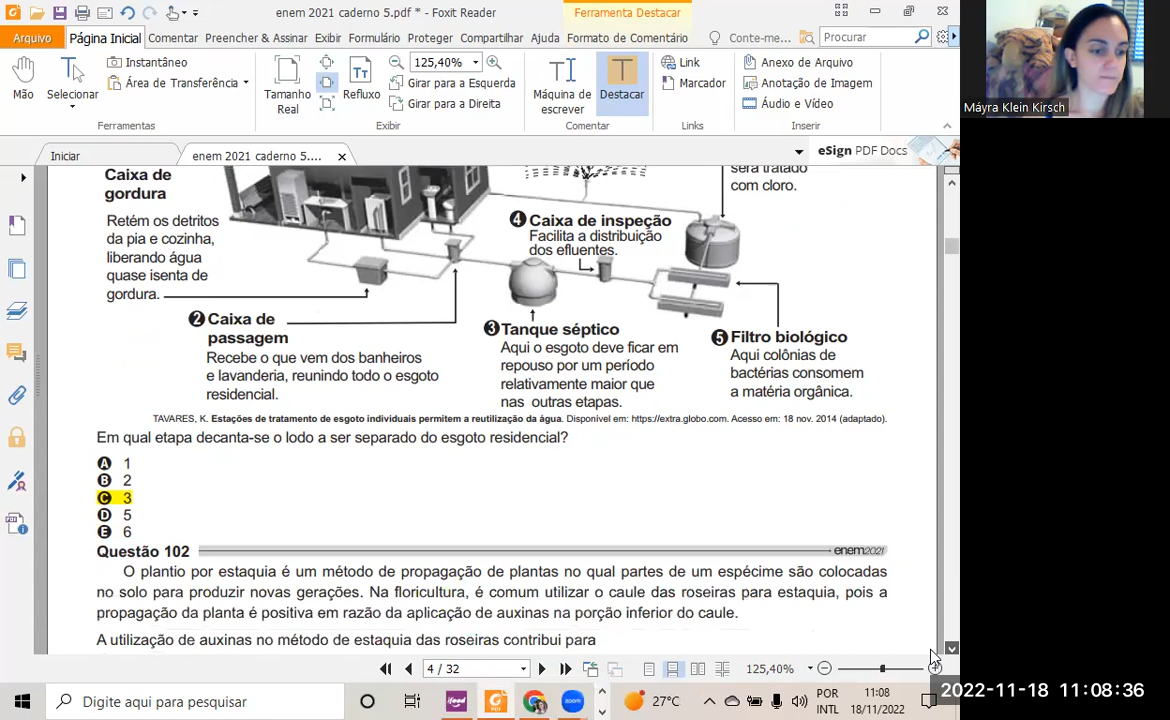 enem 2021 caderno 5.pdf * - Foxit Reader
Ferramenta Destacar
Arquivo
Página Inicial
Comentar
Preencher & Assinar
Exibir
Formulário
Proteger
Compartilhar
Ajuda
Formato de Comentário
Conte-me...
Procurar
Mão
Selecionar
Instantâneo
Área de Transferência
Ferramentas
Tamanho
Real
Refluxo
125,40%
Girar para a Esquerda
Girar para a Direita
Exibir
Máquina de
escrever
Destacar
Comentar
Link
Marcador
Links
Anexo de Arquivo
Anotação de Imagem
Áudio e Vídeo
Inserir
Máyra Klein Kirsch
Iniciar
enem 2021 caderno 5....
eSign PDF Docs
Caixa de
gordura
Retém os detritos
da pia e cozinha,
liberando água
quase isenta de
gordura.
será tratado
com cloro.
4 Caixa de inspeção
Facilita a distribuição
dos efluentes.
2 Caixa de
passagem
Recebe o que vem dos banheiros
e lavanderia, reunindo todo o esgoto
residencial.
3 Tanque séptico
Aqui o esgoto deve ficar em
repouso por um período
relativamente maior que
nas outras etapas.
5 Filtro biológico
Aqui colônias de
bactérias consomem
a matéria orgânica.
TAVARES, K. Estações de tratamento de esgoto individuais permitem a reutilização da água. Disponível em: https://extra.globo.com. Acesso em: 18 nov. 2014 (adaptado).
Em qual etapa decanta-se o lodo a ser separado do esgoto residencial?
A 1
B 2
C 3
D 5
E 6
Questão 102
enem2021
O plantio por estaquia é um método de propagação de plantas no qual partes de um espécime são colocadas
no solo para produzir novas gerações. Na floricultura, é comum utilizar o caule das roseiras para estaquia, pois a
propagação da planta é positiva em razão da aplicação de auxinas na porção inferior do caule.
A utilização de auxinas no método de estaquia das roseiras contribui para
4 / 32
125,40%
Digite aqui para pesquisar
ifood
zoom
27°C
POR
INTL
11:08
18/11/2022
2022-11-18 11:08:36